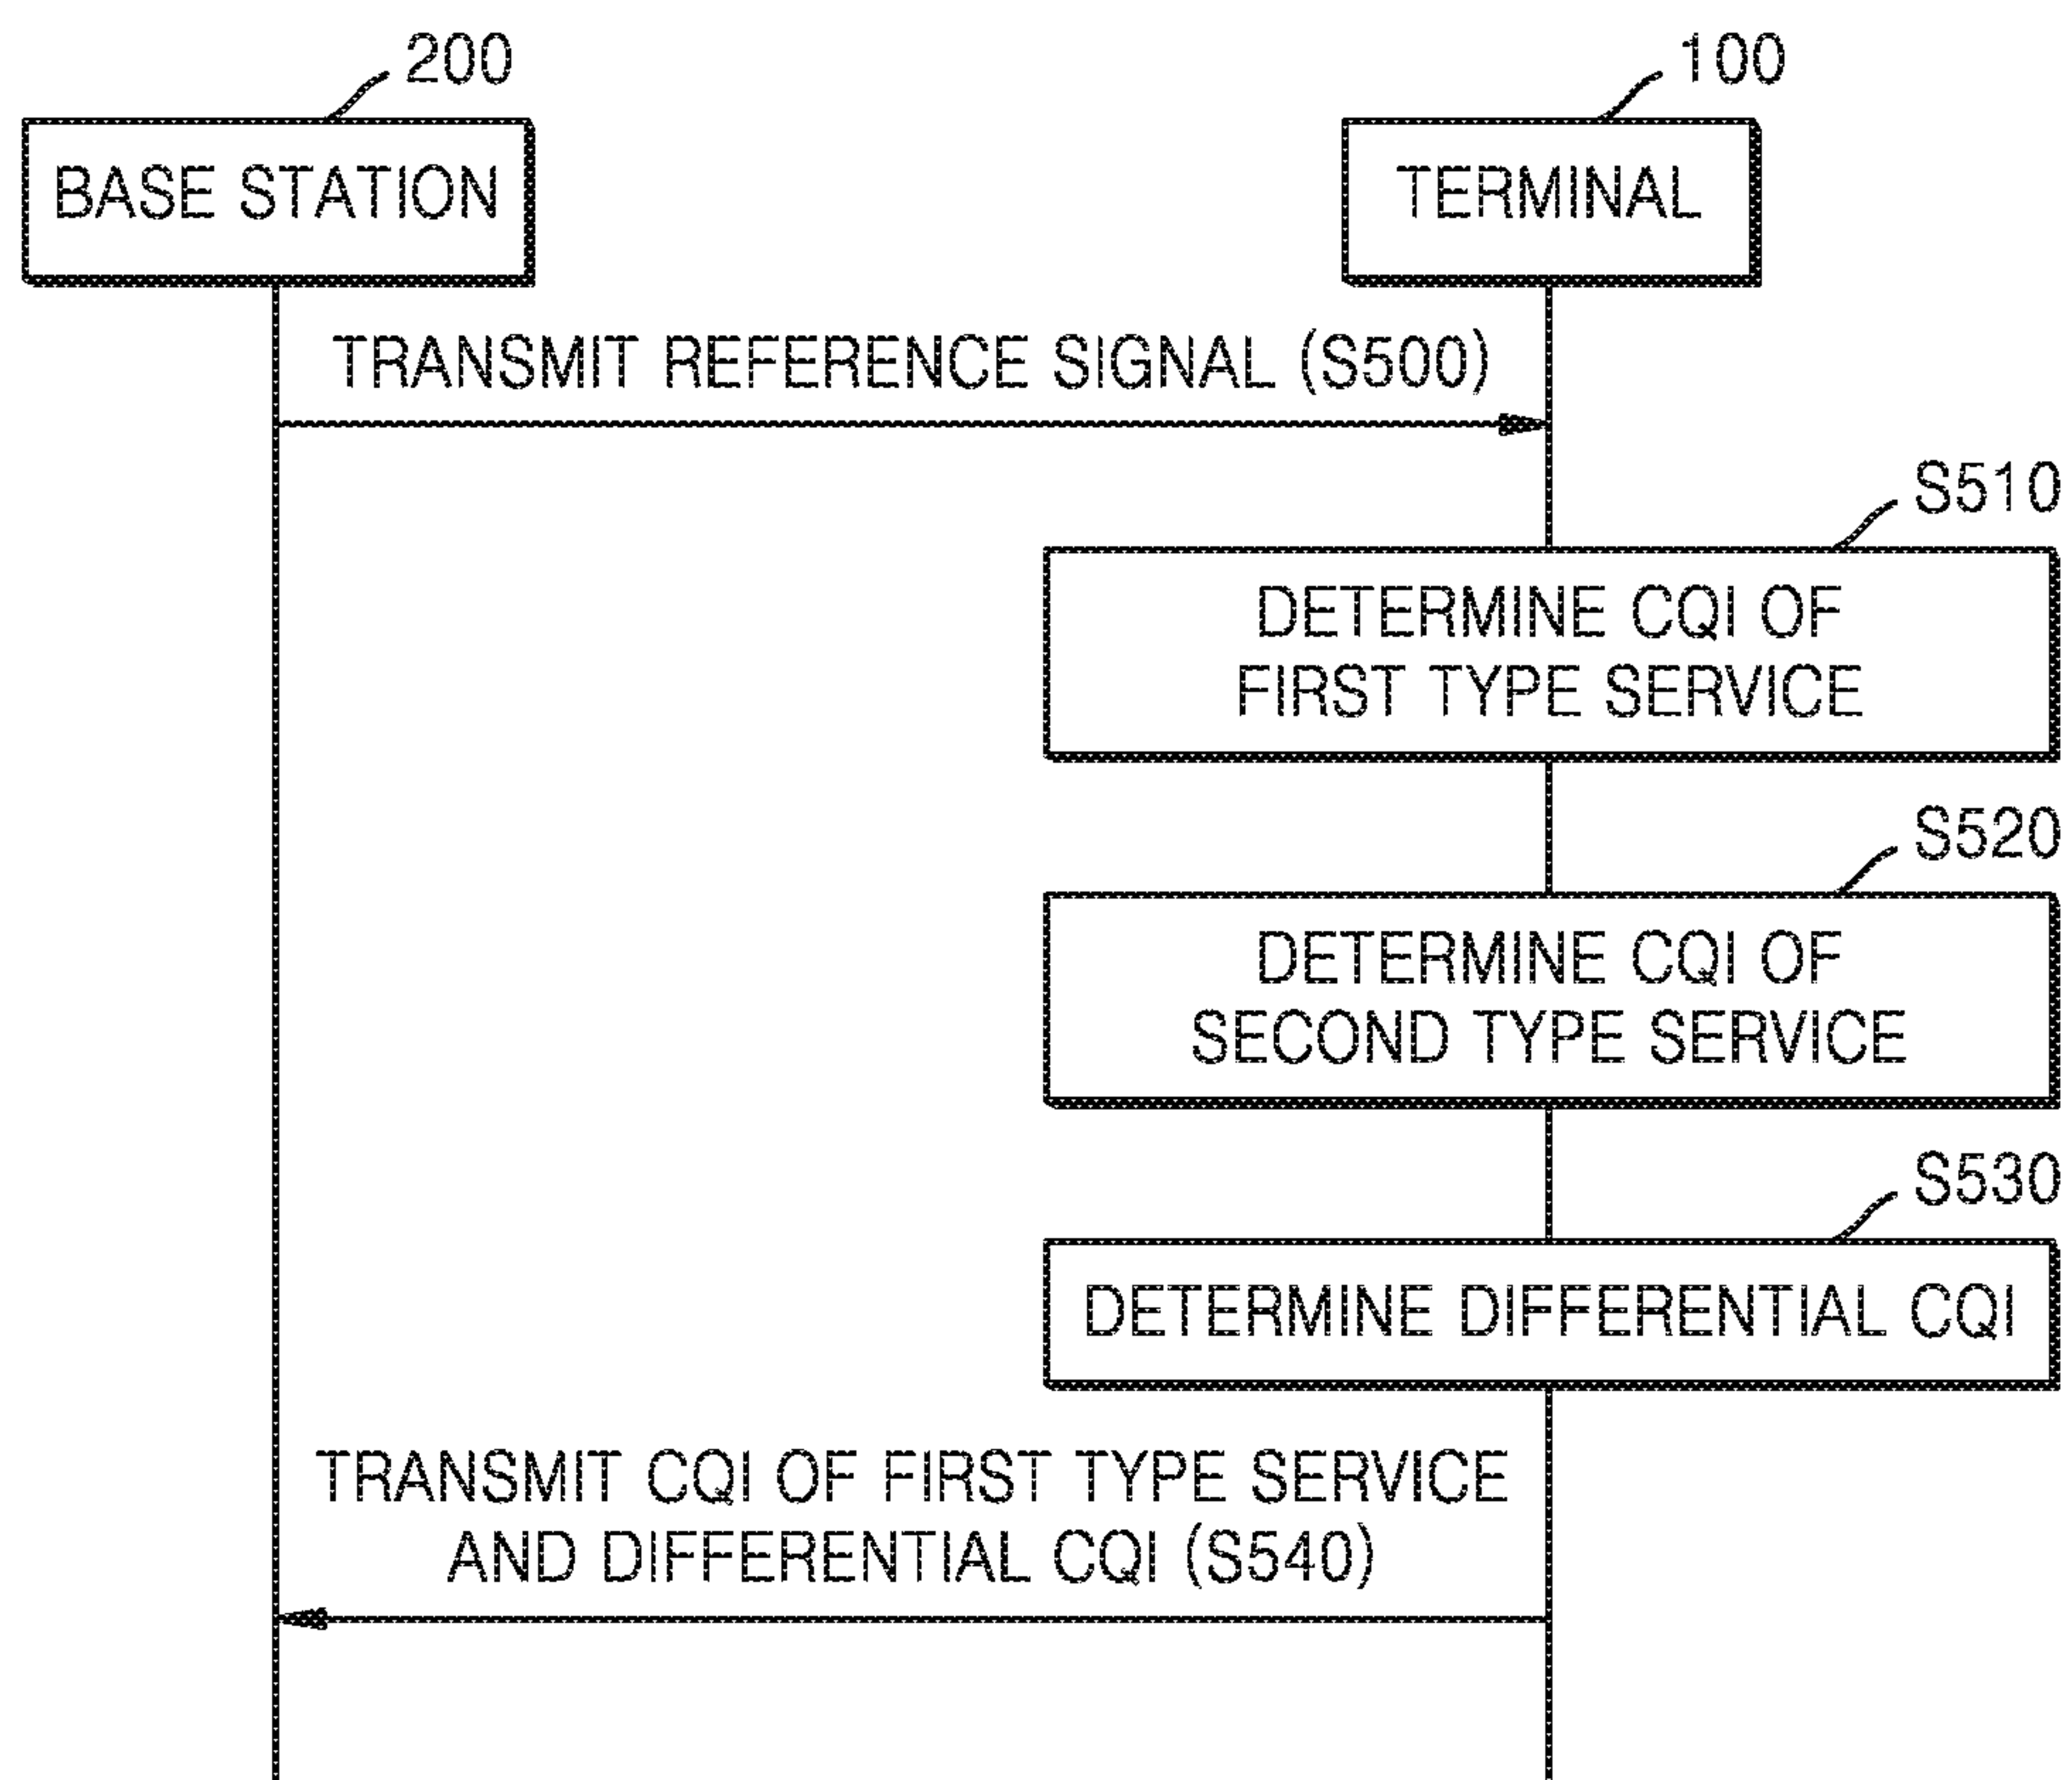 200
100
BASE STATION
TERMINAL
TRANSMIT REFERENCE SIGNAL (S500)
S510
DETERMINE CQI OF
FIRST TYPE SERVICE
S520
DETERMINE CQI OF
SECOND TYPE SERVICE
S530
DETERMINE DIFFERENTIAL CQI
TRANSMIT CQI OF FIRST TYPE SERVICE
AND DIFFERENTIAL CQI (S540)